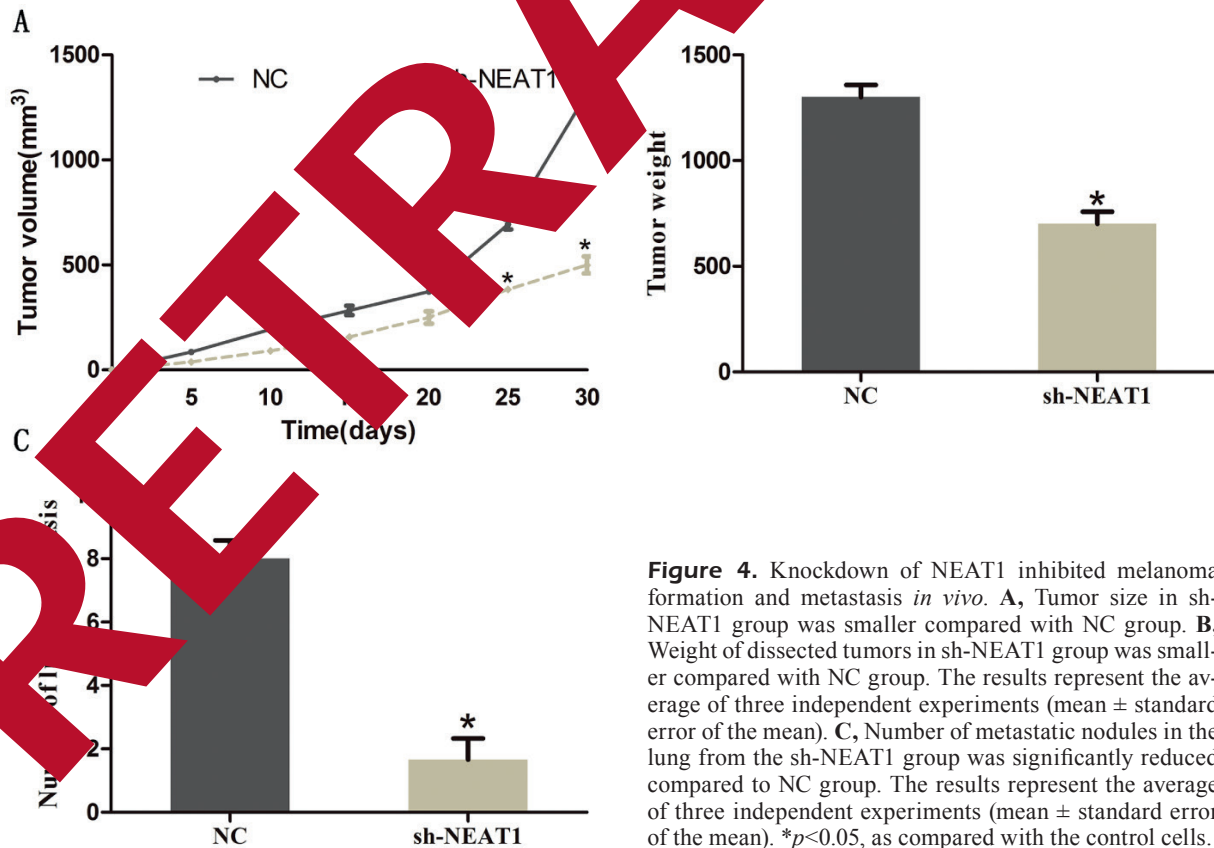 A
1500
1000
500
0
Tumor volume(mm³)
NC
sh-NEAT1
*
*
5 10 20 25 30
Time(days)
1500
1000
500
0
Tumor weight
*
NC sh-NEAT1
C
8
6
4
2
0
of
*
NC sh-NEAT1
Figure 4. Knockdown of NEAT1 inhibited melanoma
formation and metastasis in vivo. A, Tumor size in sh-
NEAT1 group was smaller compared with NC group. B,
Weight of dissected tumors in sh-NEAT1 group was small-
er compared with NC group. The results represent the av-
erage of three independent experiments (mean ± standard
error of the mean). C, Number of metastatic nodules in the
lung from the sh-NEAT1 group was significantly reduced
compared to NC group. The results represent the average
of three independent experiments (mean ± standard error
of the mean). *p<0.05, as compared with the control cells.
RETRA